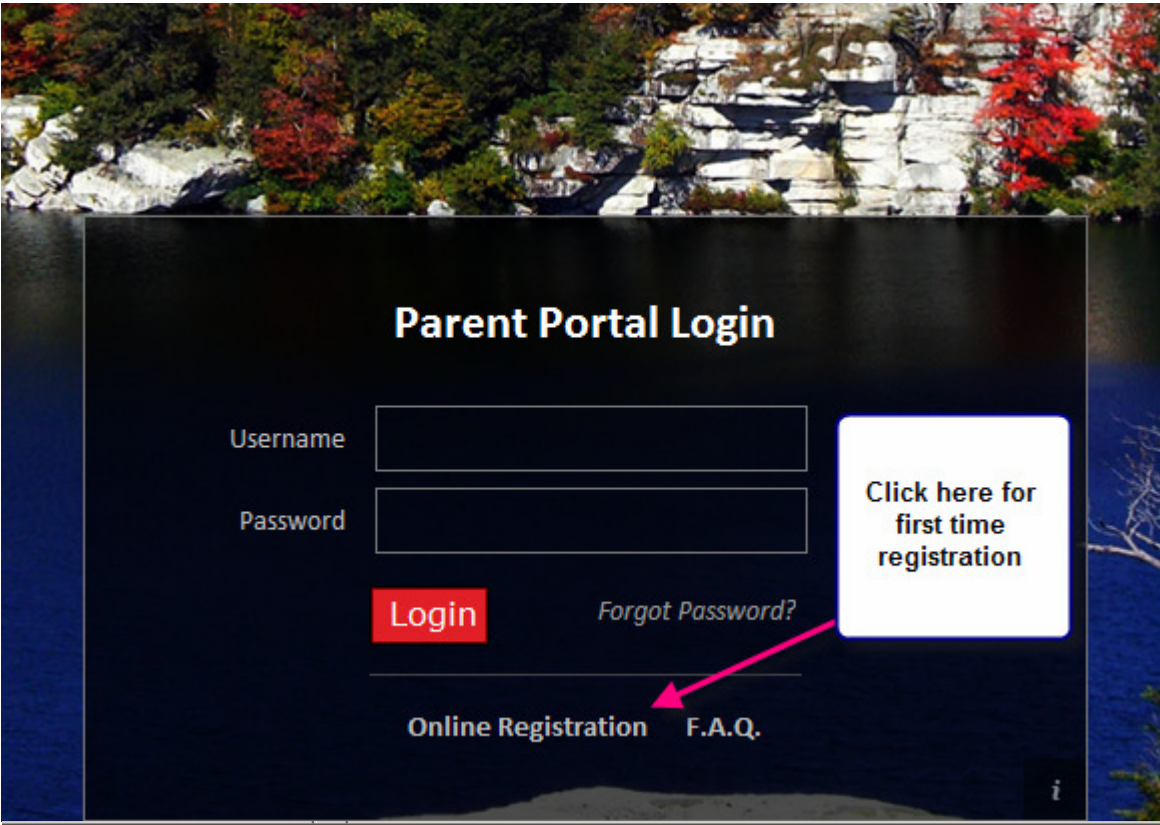 Parent Portal Login
Username
Password
Click here for
first time
registration
Login
Forgot Password?
Online Registration
F.A.Q.
i